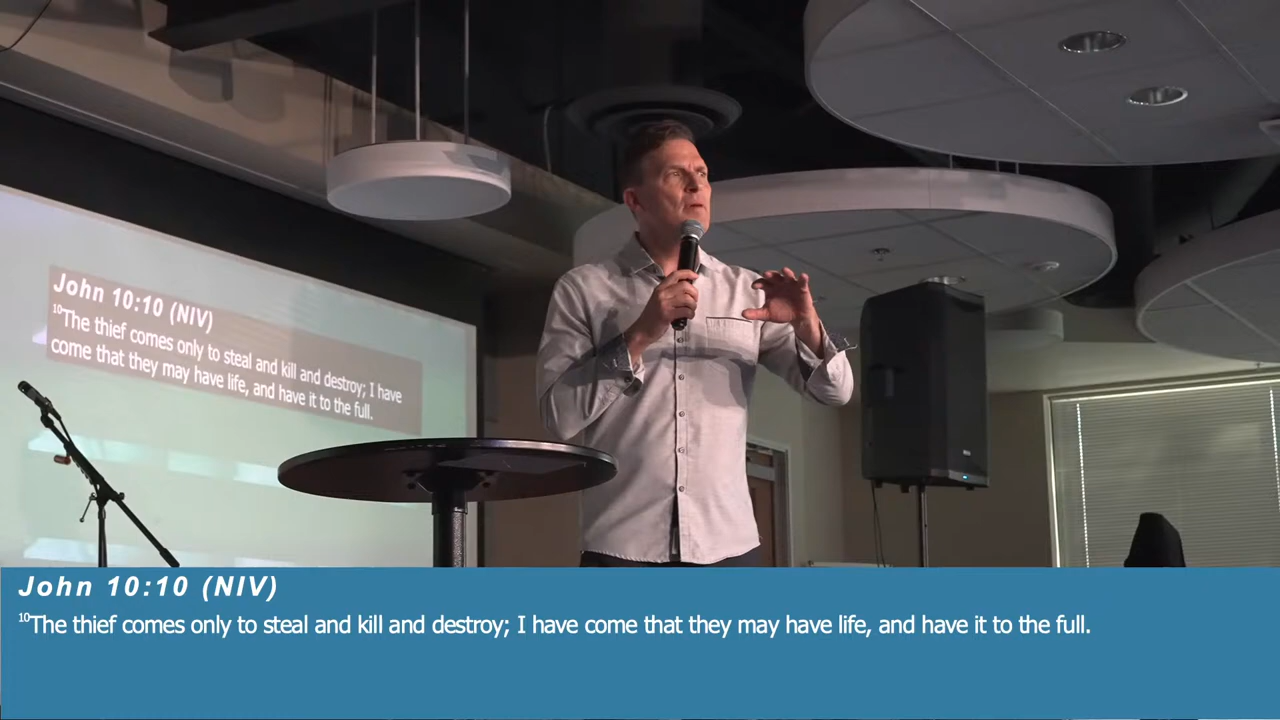 John 10:10 (NIV)
10The thief comes only to steal and kill and destroy; I have
come that they may have life, and have it to the full.
John 10:10 (NIV)
10The thief comes only to steal and kill and destroy; I have come that they may have life, and have it to the full.